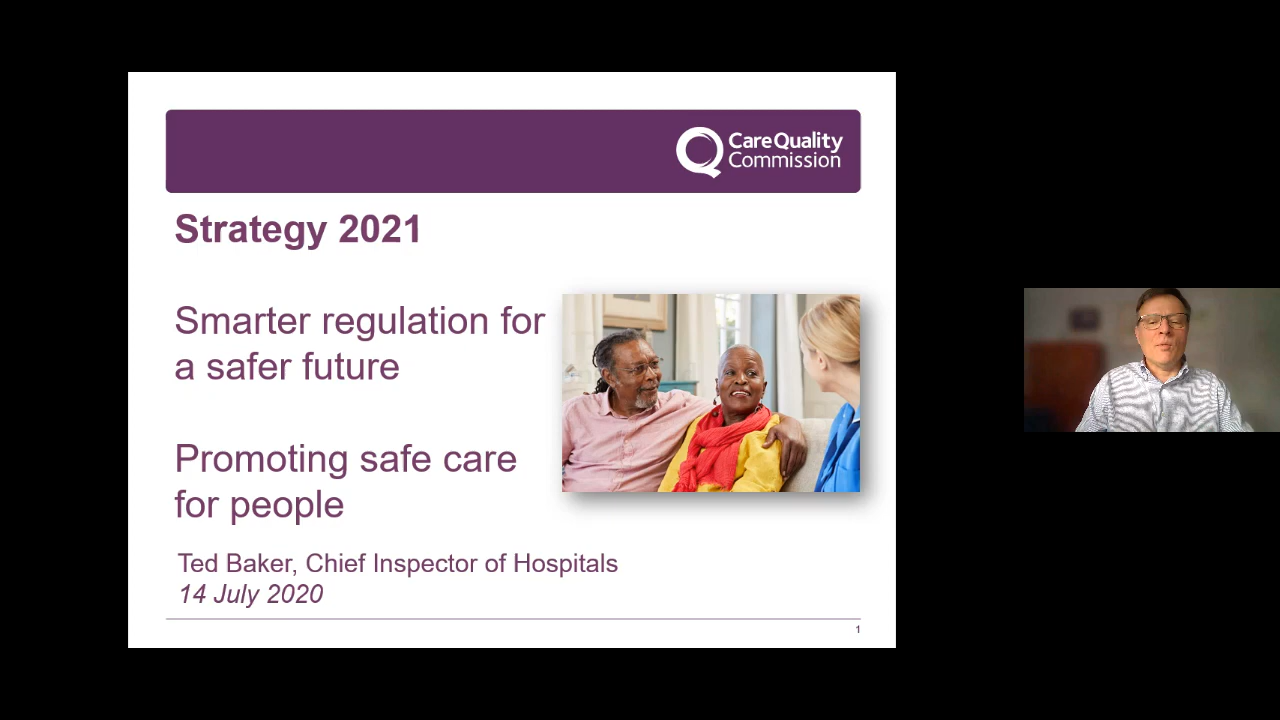 CareQuality
Commission
Strategy 2021
Smarter regulation for
a safer future
Promoting safe care
for people
Ted Baker, Chief Inspector of Hospitals
14 July 2020
1